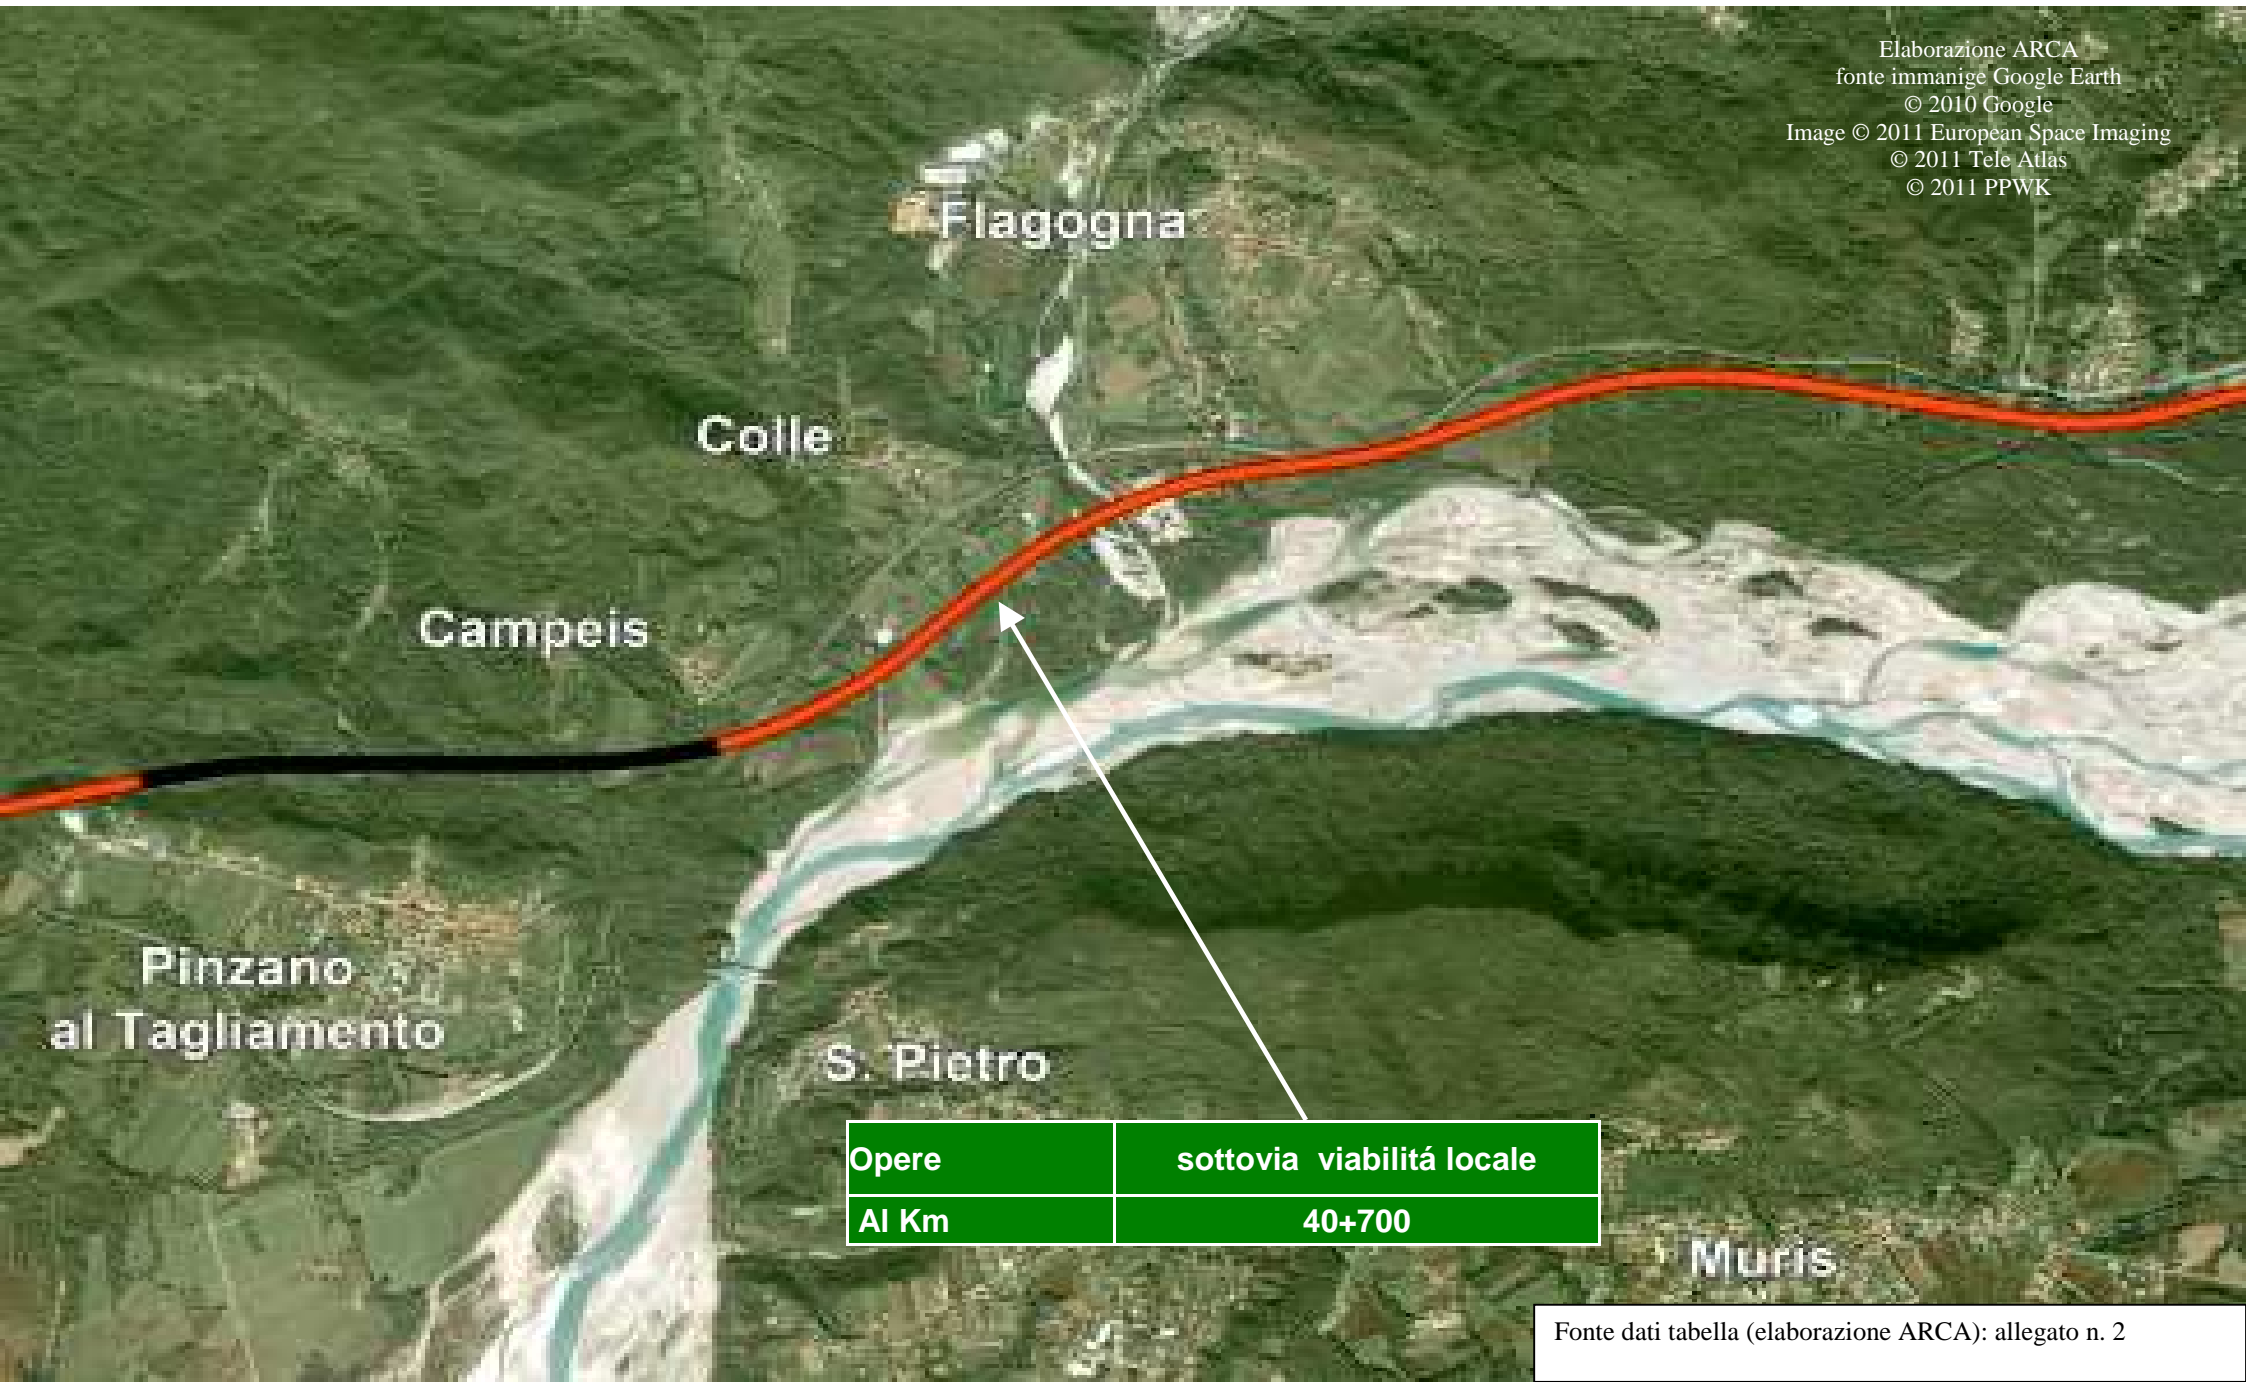 Elaborazione ARCA
fonte immanige Google Earth
© 2010 Google
Image © 2011 European Space Imaging
© 2011 Tele Atlas
© 2011 PPWK
Flagogna
Colle
Campeis
Pinzano
al Tagliamento
S. Pietro
Opere sottovia viabilitá locale
Al Km 40+700
Muris
Fonte dati tabella (elaborazione ARCA): allegato n. 2